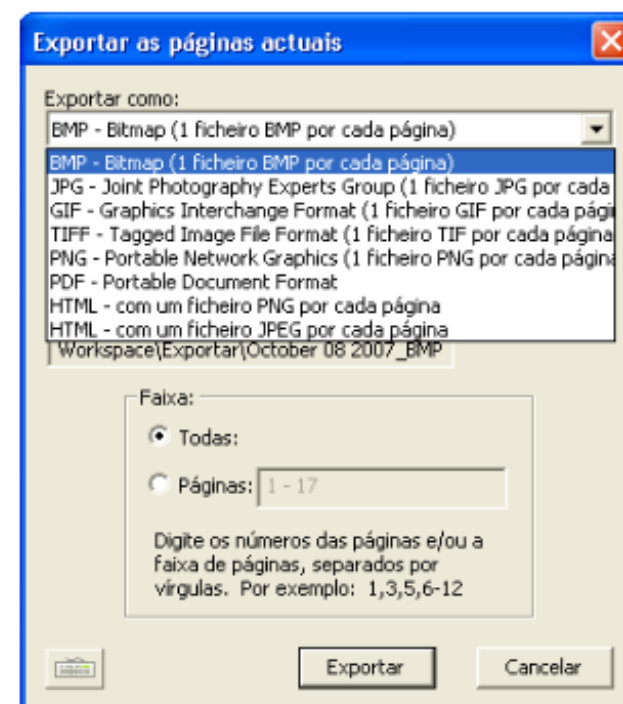 Exportar as páginas actuais
Exportar como:
BMP - Bitmap (1 ficheiro BMP por cada página)
BMP - Bitmap (1 ficheiro BMP por cada página)
JPG - Joint Photography Experts Group (1 ficheiro JPG por cada
GIF - Graphics Interchange Format (1 ficheiro GIF por cada pági
TIFF - Tagged Image File Format (1 ficheiro TIF por cada página
PNG - Portable Network Graphics (1 ficheiro PNG por cada página
PDF - Portable Document Format
HTML - com um ficheiro PNG por cada página
HTML - com um ficheiro JPEG por cada página
Workspace\Exportar\October 08 2007_BMP
Faixa:
Todas:
Páginas: 1 - 17
Digite os números das páginas e/ou a
faixa de páginas, separados por
vírgulas. Por exemplo: 1,3,5,6-12
Exportar Cancelar